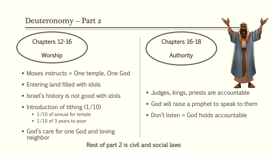 Deuteronomy – Part 2
Chapters 12-16
Worship
• Moses instructs = One temple, One God
• Entering land filled with idols
• Israel's history is not good with idols
• Introduction of tithing (1/10)
• 1/10 of annual for temple
• 1/10 of 3 years to poor
• God's care for one God and loving
neighbor
Chapters 16-18
Authority
• Judges, kings, priests are accountable
• God will raise a prophet to speak to them
• Don't listen = God holds accountable
Rest of part 2 is civil and social laws